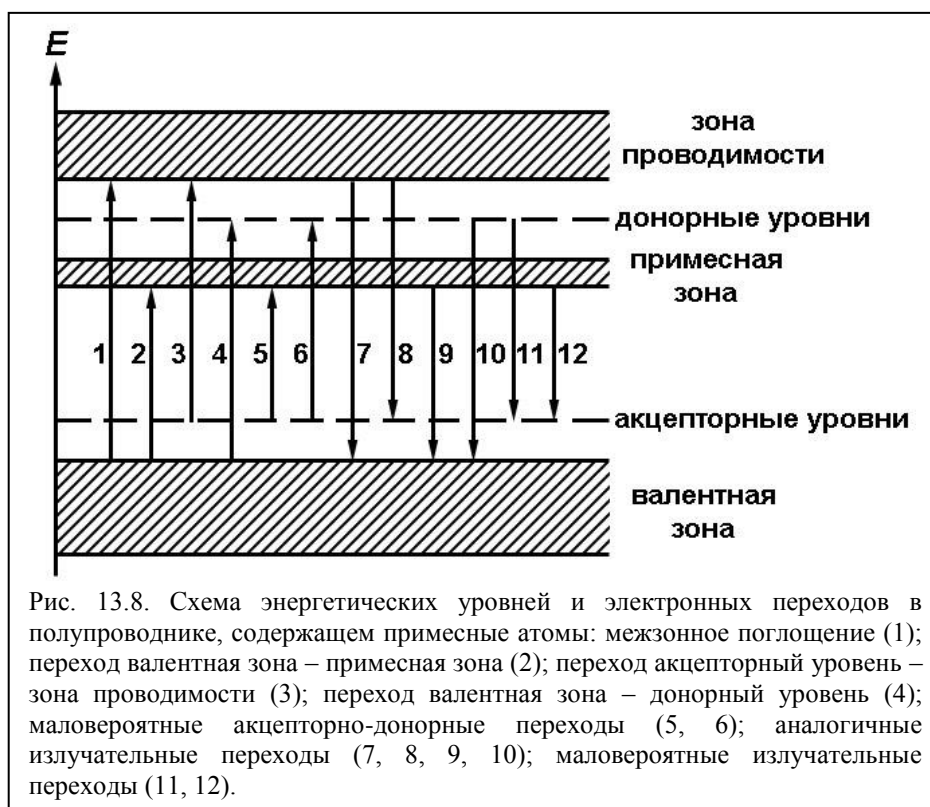 E
зона
проводимости
донорные уровни
примесная
зона
1 2 3 4 5 6 7 8 9 10 11 12
акцепторные уровни
валентная
зона
Рис. 13.8. Схема энергетических уровней и электронных переходов в
полупроводнике, содержащем примесные атомы: межзонное поглощение (1);
переход валентная зона – примесная зона (2); переход акцепторный уровень –
зона проводимости (3); переход валентная зона – донорный уровень (4);
маловероятные акцепторно-донорные переходы (5, 6); аналогичные
излучательные переходы (7, 8, 9, 10); маловероятные излучательные
переходы (11, 12).